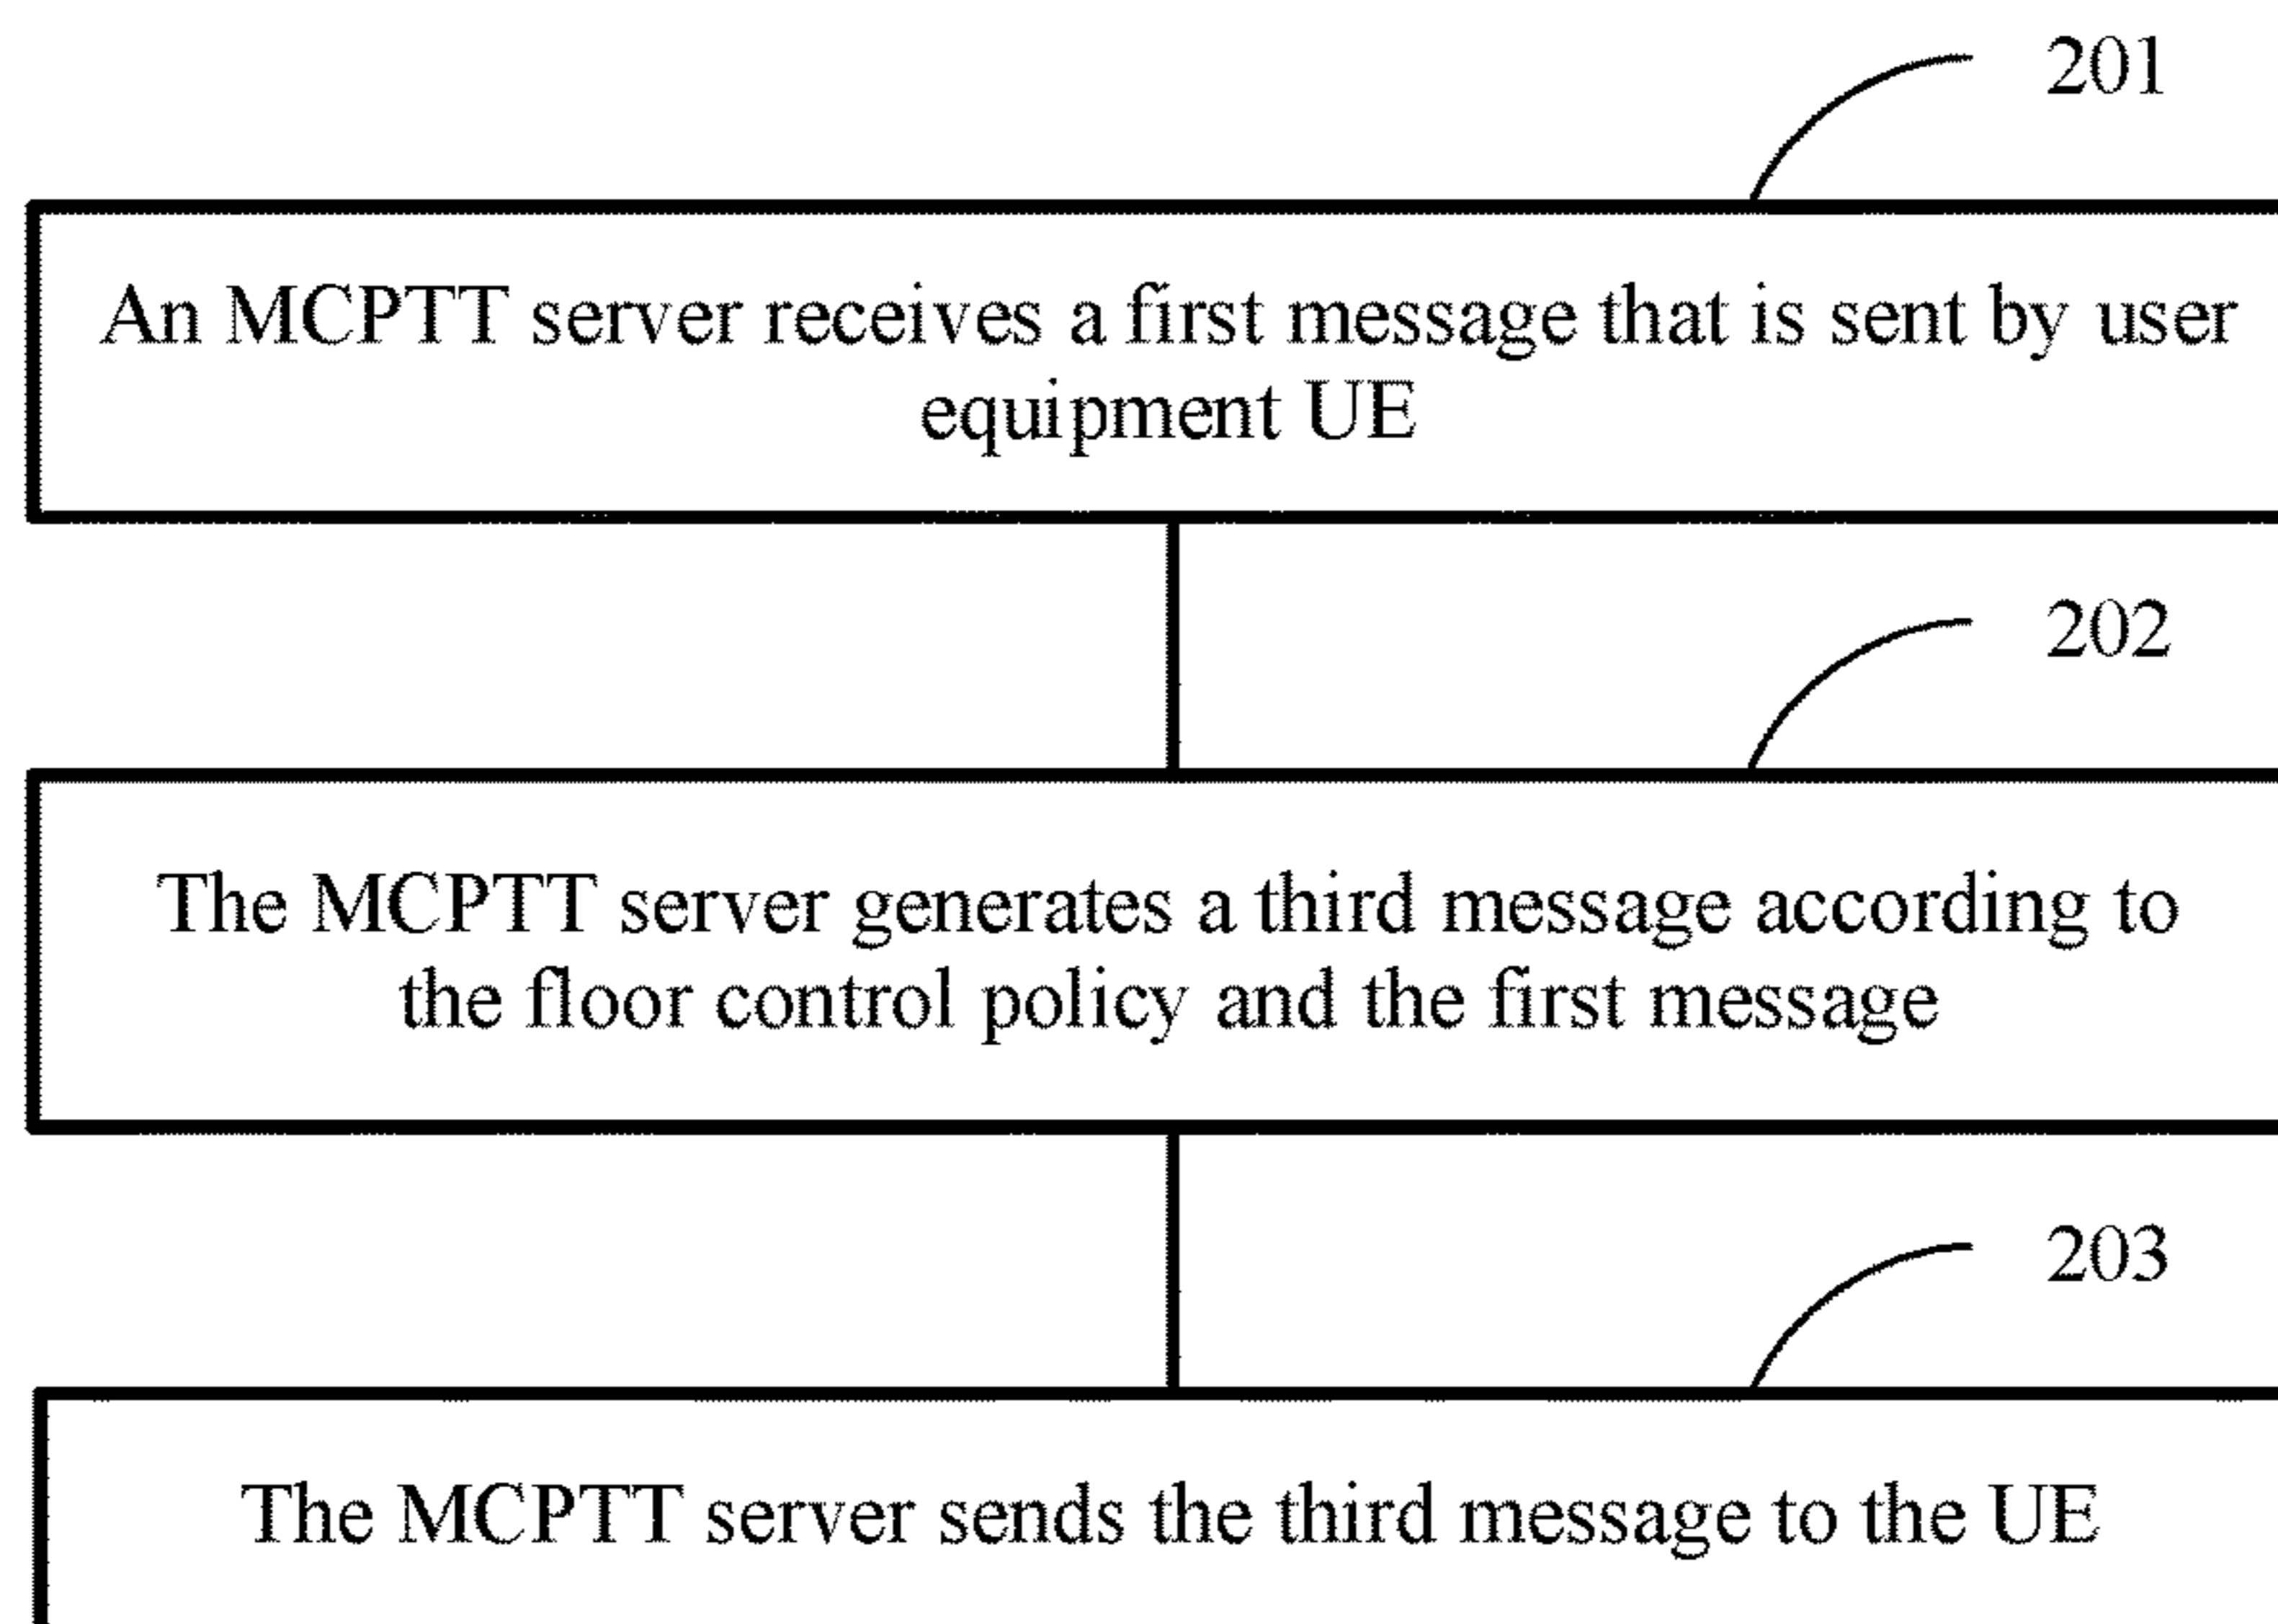 201
An MCPTT server receives a first message that is sent by user
equipment UE
202
The MCPTT server generates a third message according to
the floor control policy and the first message
203
The MCPTT server sends the third message to the UE